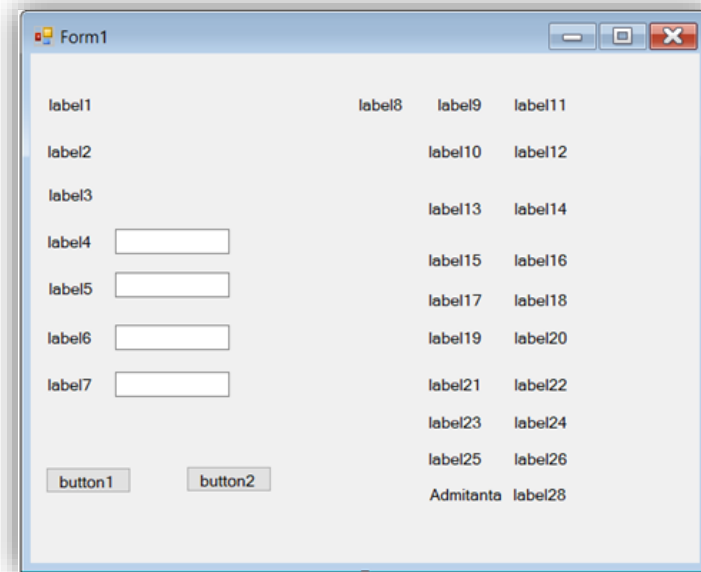 Form1
label1 label8 label9 label11
label2 label10 label12
label3
label13 label14
label4
label15 label16
label5
label17 label18
label6 label19 label20
label7 label21 label22
label23 label24
label25 label26
button1 button2
Admitanta label28